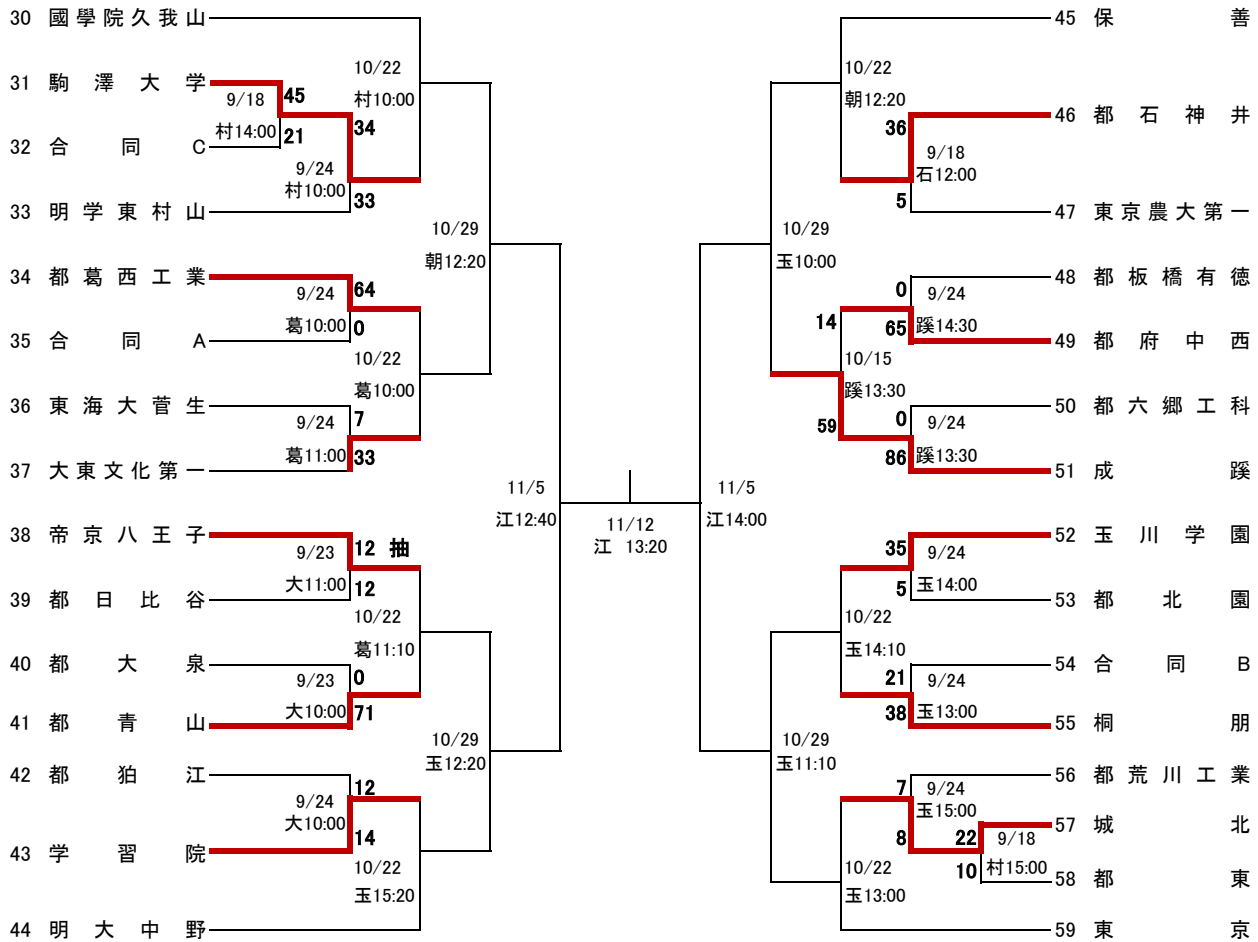 30 國學院久我山
31 駒澤大学
32 合同C
33 明学東村山
34 都葛西工業
35 合同A
36 東海大菅生
37 大東文化第一
38 帝京八王子
39 都日比谷
40 都大泉
41 都青山
42 都狛江
43 学習院
44 明大中野
9/18
村14:00
45
21
9/24
村10:00
34
33
10/22
村10:00
9/24
葛10:00
64
0
9/24
葛11:00
7
33
10/22
葛10:00
10/29
朝12:20
9/23
大11:00
12 抽
12
9/23
大10:00
0
71
10/22
葛11:10
9/24
大10:00
12
14
10/22
玉15:20
10/29
玉12:20
11/5
江12:40
11/12
江 13:20
11/5
江14:00
10/29
玉10:00
10/22
朝12:20
36
5
9/18
石12:00
0
65
9/24
蹊14:30
14
59
10/15
蹊13:30
0
86
9/24
蹊13:30
35
5
9/24
玉14:00
10/22
玉14:10
21
38
9/24
玉13:00
10/29
玉11:10
7
8
9/24
玉15:00
22
10
9/18
村15:00
10/22
玉13:00
45 保善
46 都石神井
47 東京農大第一
48 都板橋有徳
49 都府中西
50 都六郷工科
51 成蹊
52 玉川学園
53 都北園
54 合同B
55 桐朋
56 都荒川工業
57 城北
58 都東
59 東京